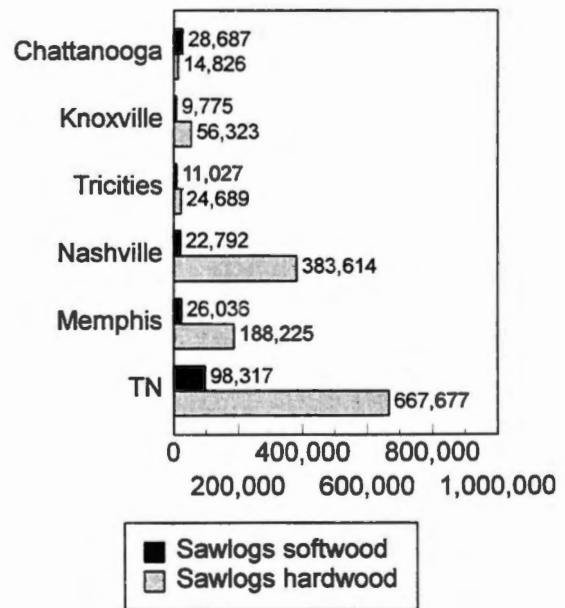 Chattanooga
28,687
14,826
Knoxville
9,775
56,323
Tricities
11,027
24,689
Nashville
22,792
383,614
Memphis
26,036
188,225
TN
98,317
667,677
0 400,000 800,000
200,000 600,000 1,000,000
Sawlogs softwood
Sawlogs hardwood